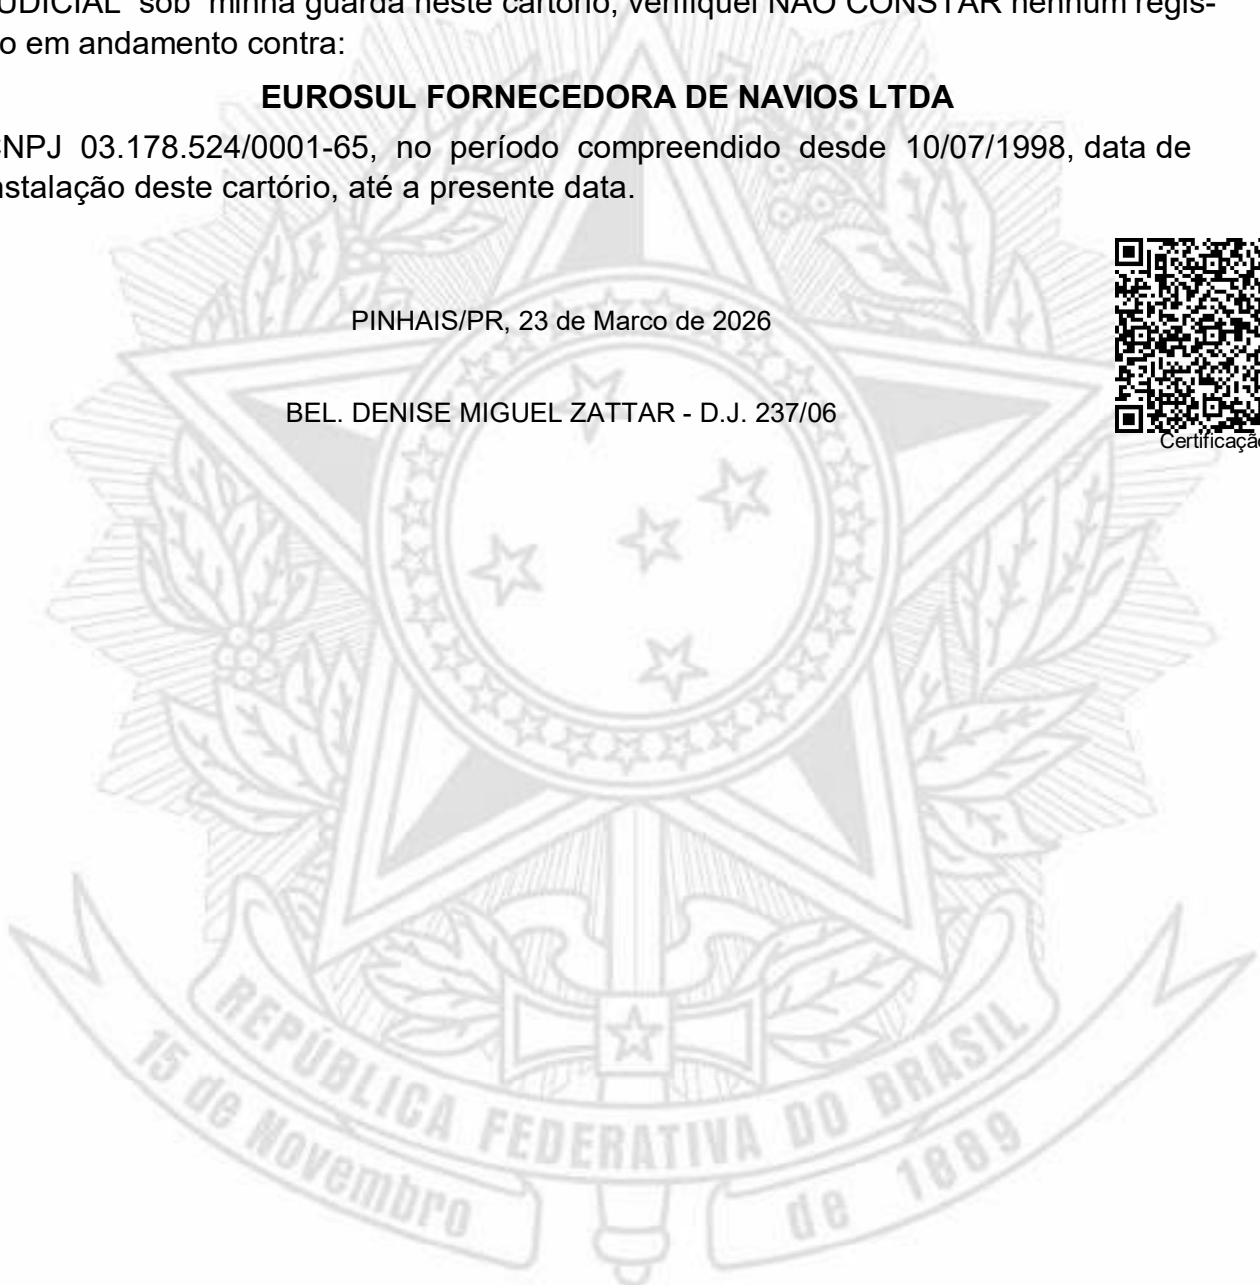 UDICIAL sob minha guarda neste cartório, verifiquei NÃO CONSTAR nenhum regis-
o em andamento contra:
EUROSUL FORNECEDORA DE NAVIOS LTDA
CNPJ 03.178.524/0001-65, no período compreendido desde 10/07/1998, data de
nstalação deste cartório, até a presente data.
PINHAIS/PR, 23 de Marco de 2026
BEL. DENISE MIGUEL ZATTAR - D.J. 237/06
Certificação
REPÚBLICA FEDERATIVA DO BRASIL
15 de Novembro de 1889